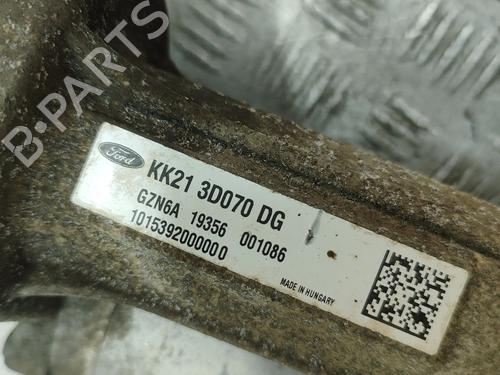 B-PARTS
Ford
KK21 3D070 DG
GZN6A 19356 001086
1015392000000
MADE IN HUNGARY